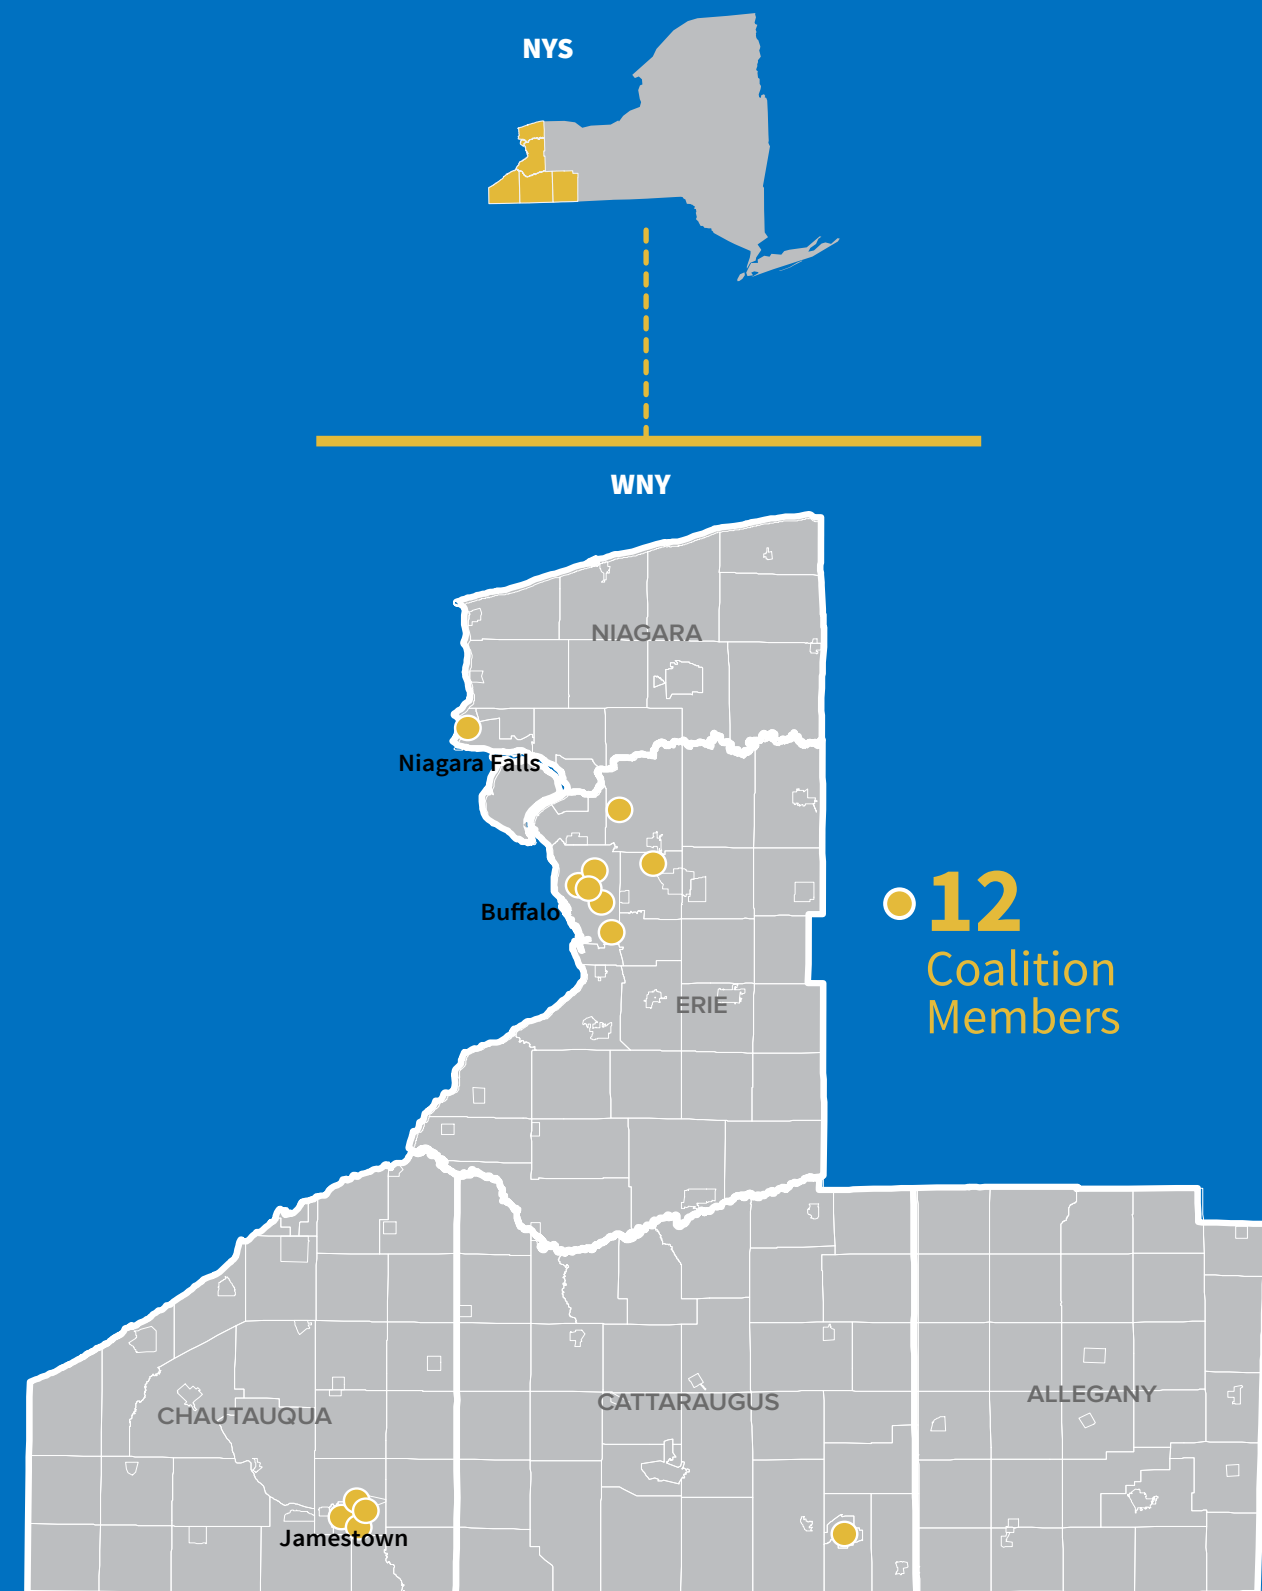 NYS
WNY
NIAGARA
Niagara Falls
Buffalo
12
Coalition
Members
ERIE
CHAUTAUQUA
CATTARAUGUS
ALLEGANY
Jamestown